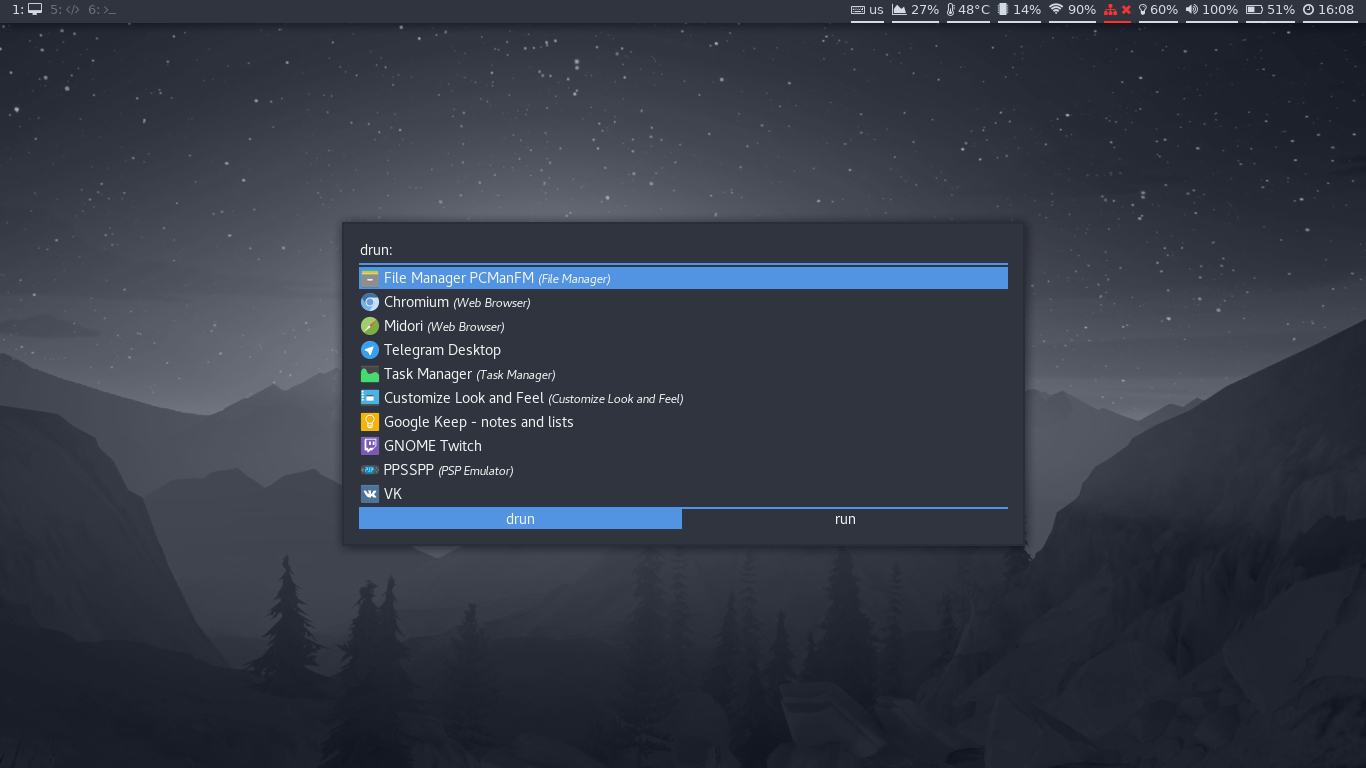 1: 5: </> 6: >_ us 27% 48°C 14% 90% 60% 100% 51% 16:08
drun:
File Manager PCManFM (File Manager)
Chromium (Web Browser)
Midori (Web Browser)
Telegram Desktop
Task Manager (Task Manager)
Customize Look and Feel (Customize Look and Feel)
Google Keep - notes and lists
GNOME Twitch
PPSSPP (PSP Emulator)
VK
drun run